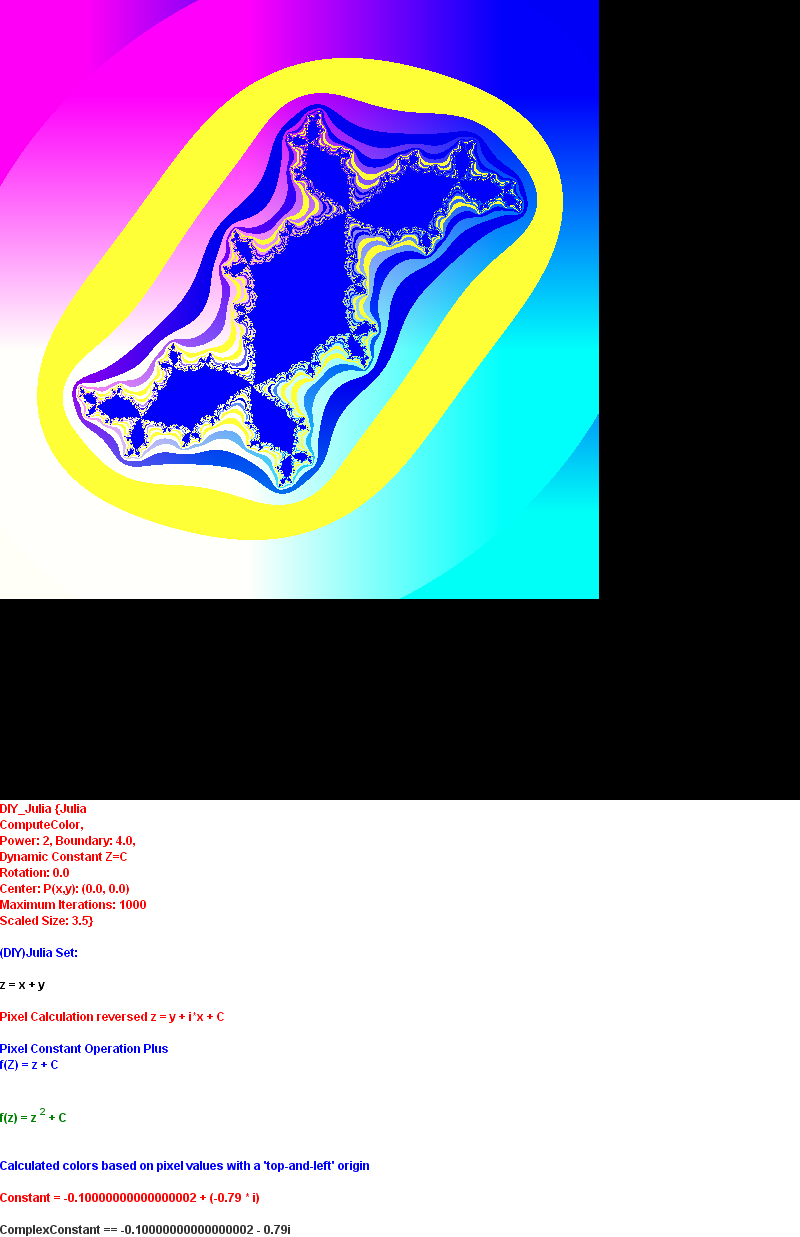 DIY_Julia {Julia
ComputeColor,
Power: 2, Boundary: 4.0,
Dynamic Constant Z=C
Rotation: 0.0
Center: P(x,y): (0.0, 0.0)
Maximum Iterations: 1000
Scaled Size: 3.5}
(DIY)Julia Set:
z = x + y
Pixel Calculation reversed z = y + i*x + C
Pixel Constant Operation Plus
f(Z) = z + C
f(z) = z 2 + C
Calculated colors based on pixel values with a 'top-and-left' origin
Constant = -0.10000000000000002 + (-0.79 * i)
ComplexConstant == -0.10000000000000002 - 0.79i